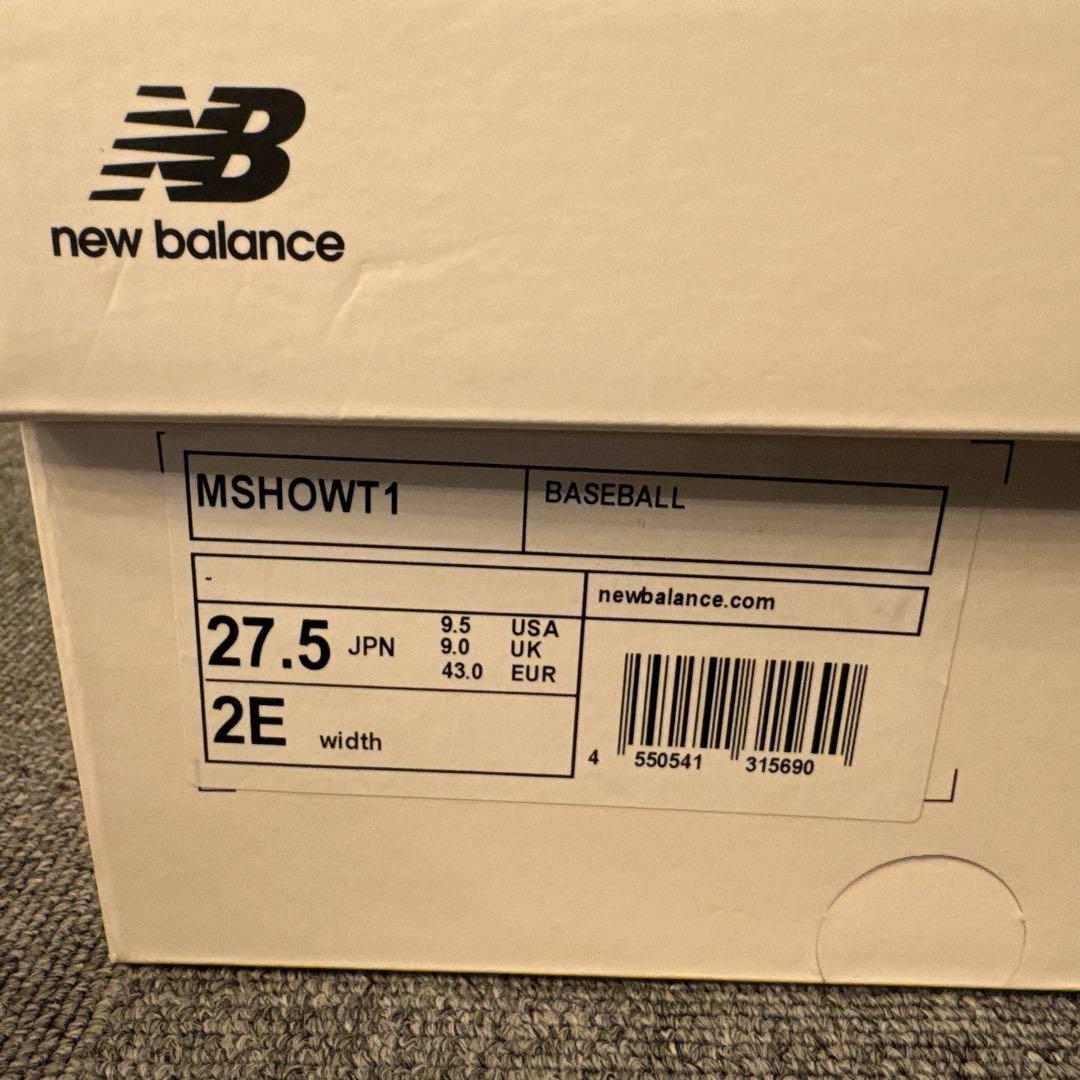 NB
new balance
MSHOWT1
BASEBALL
-
newbalance.com
27.5 JPN
9.5 USA
9.0 UK
43.0 EUR
2E width
4 550541 315690